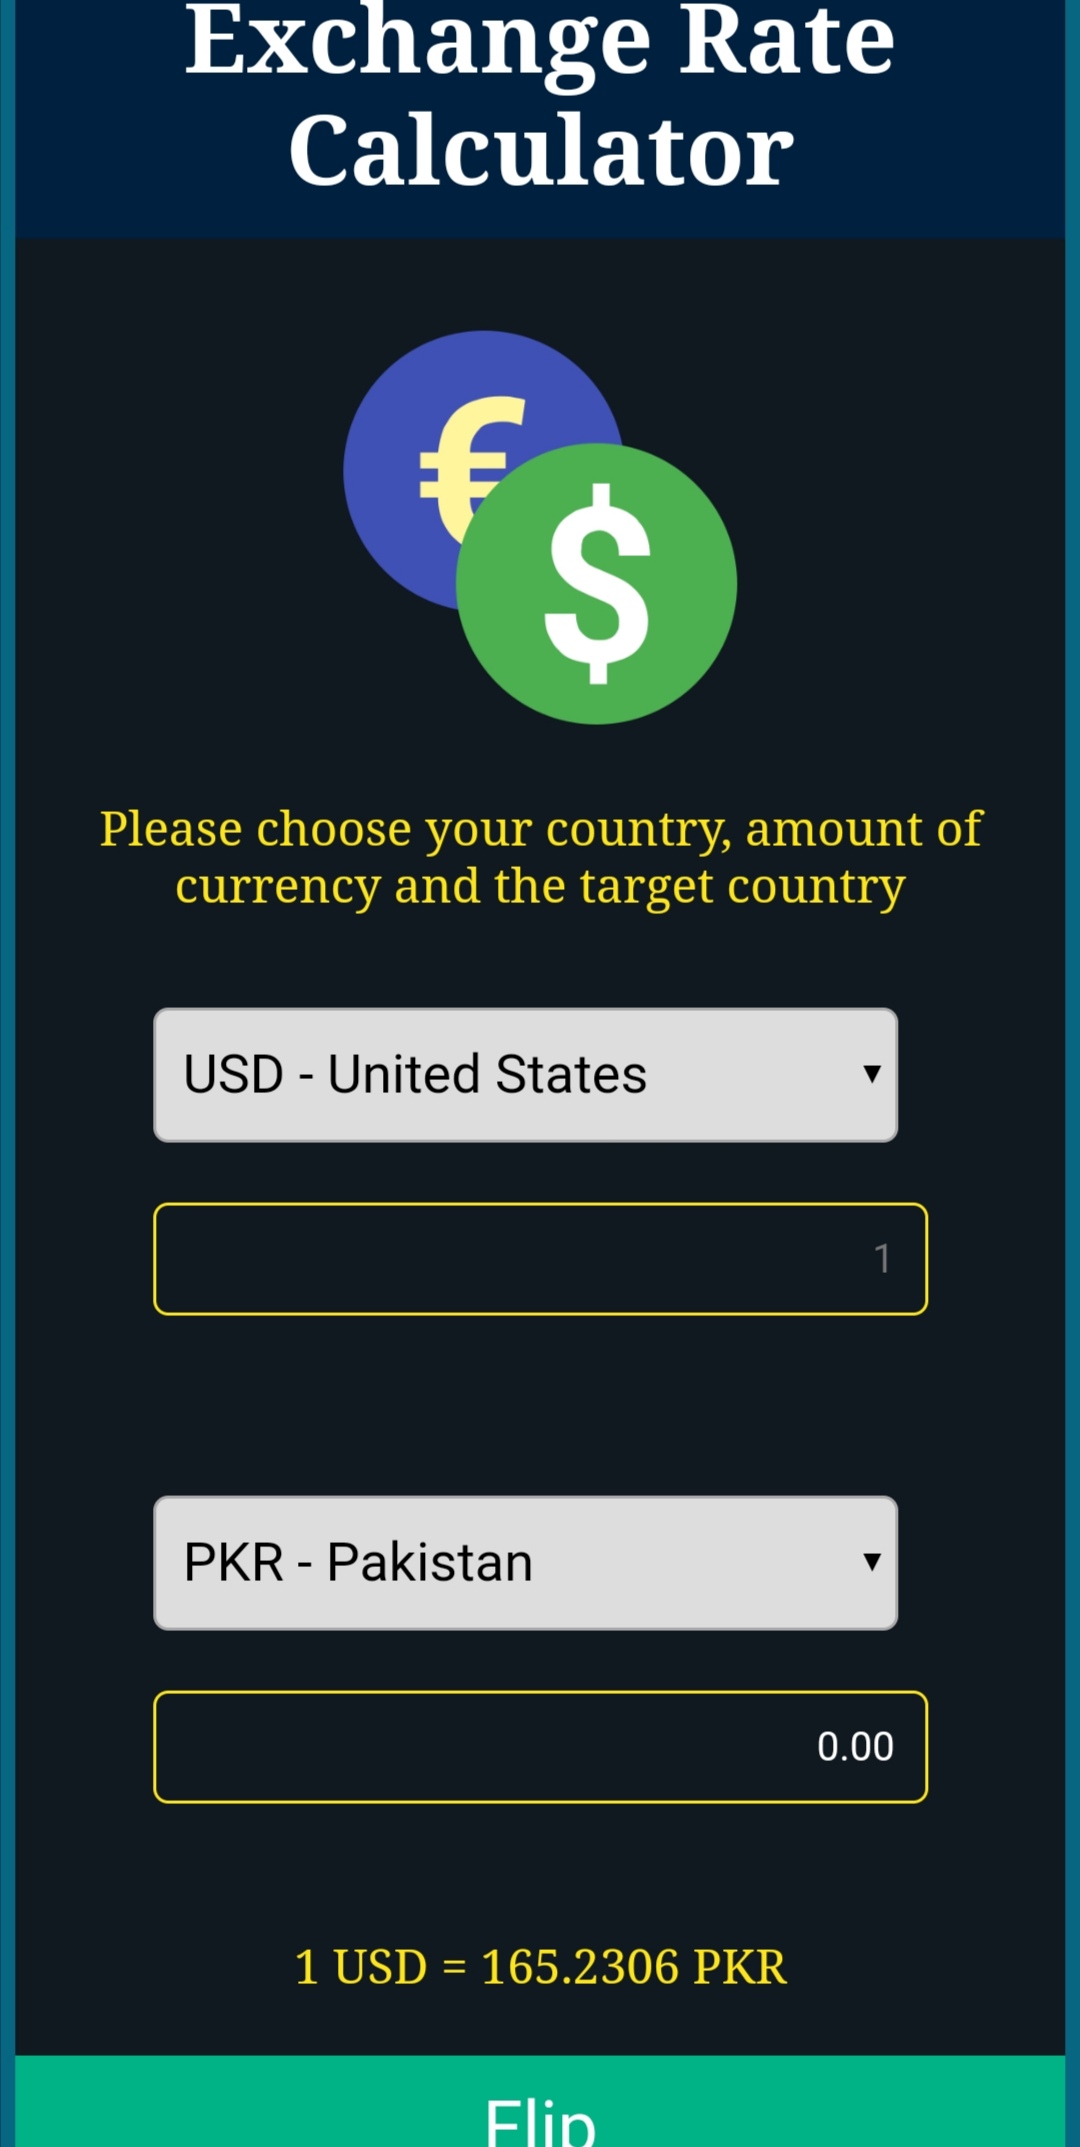 Exchange Rate
Calculator
€
$
Please choose your country, amount of
currency and the target country
USD - United States ▼
1
PKR - Pakistan ▼
0.00
1 USD = 165.2306 PKR
Flip